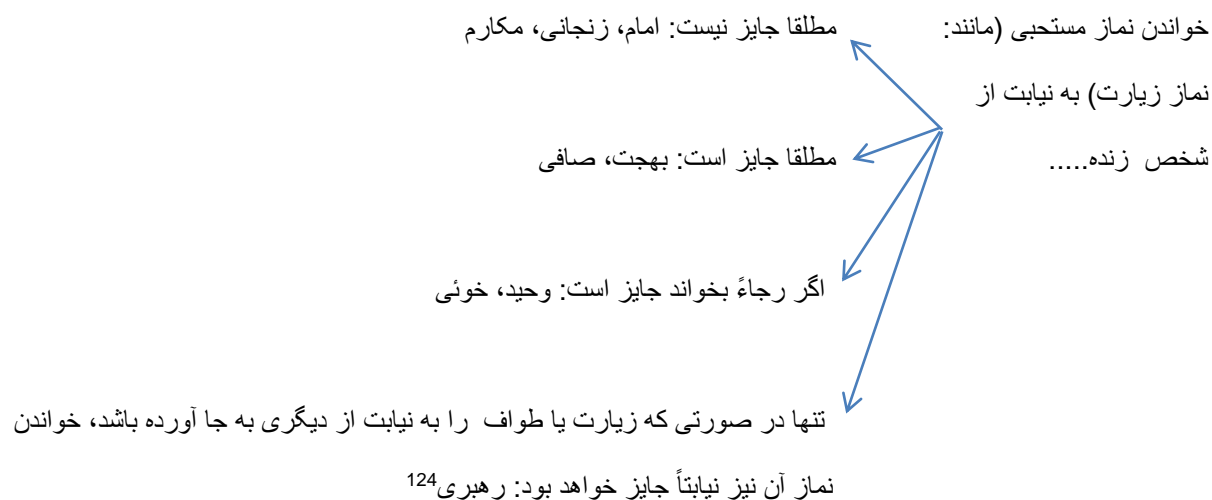 خواندن نماز مستحبی (مانند:
نماز زیارت) به نیابت از
شخص زنده.....
مطلقا جایز نیست: امام، زنجانی، مکارم
مطلقا جایز است: بهجت، صافی
اگر رجاءً بخواند جایز است: وحید، خوئی
تنها در صورتی که زیارت یا طواف را به نیابت از دیگری به جا آورده باشد، خواندن
نماز آن نیز نیابتاً جایز خواهد بود: رهبری124